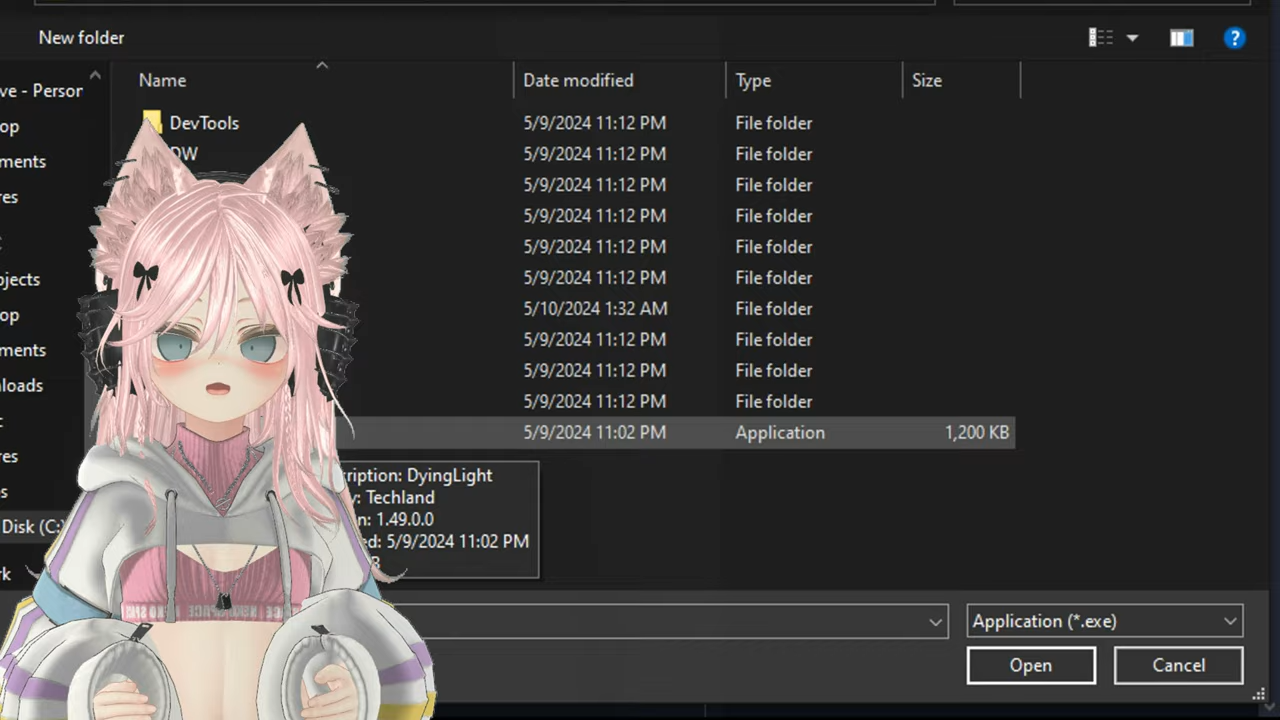 New folder
Name Date modified Type Size
ve - Person
DevTools 5/9/2024 11:12 PM File folder
op
DW 5/9/2024 11:12 PM File folder
ments
5/9/2024 11:12 PM File folder
res
5/9/2024 11:12 PM File folder
5/9/2024 11:12 PM File folder
jects 5/9/2024 11:12 PM File folder
op 5/10/2024 1:32 AM File folder
ments 5/9/2024 11:12 PM File folder
loads 5/9/2024 11:12 PM File folder
5/9/2024 11:12 PM File folder
5/9/2024 11:02 PM Application 1,200 KB
res
ription: DyingLight
s
y: Techland
Disk (C:)
n: 1.49.0.0
ed: 5/9/2024 11:02 PM
rk
B
Application (*.exe)
Open Cancel